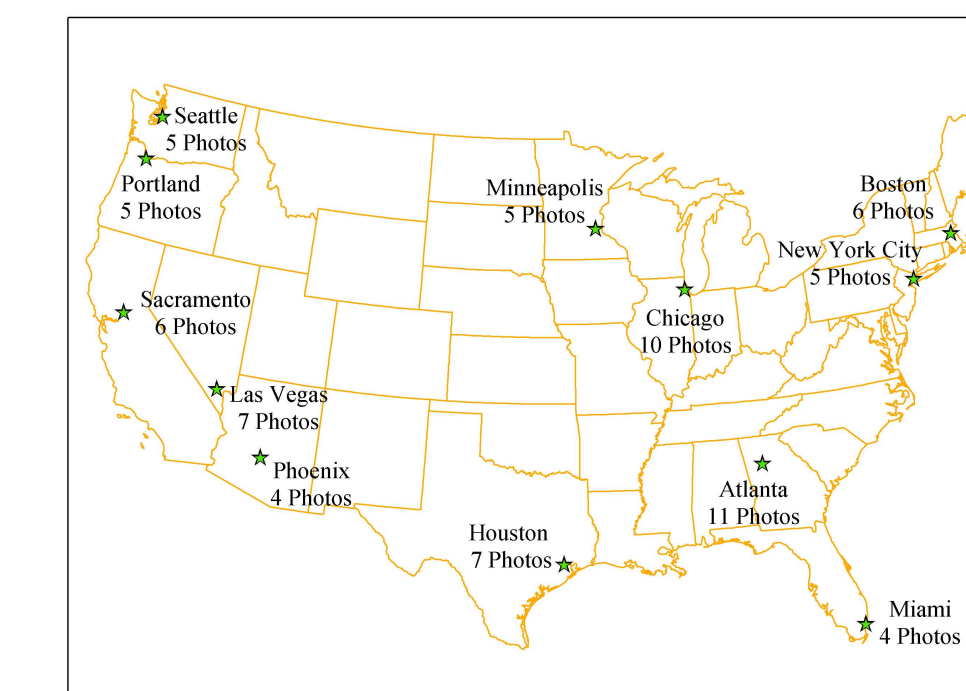 Seattle
5 Photos
Portland
5 Photos
Minneapolis
5 Photos
Boston
6 Photos
New York City
5 Photos
Sacramento
6 Photos
Chicago
10 Photos
Las Vegas
7 Photos
Phoenix
4 Photos
Atlanta
11 Photos
Houston
7 Photos
Miami
4 Photos